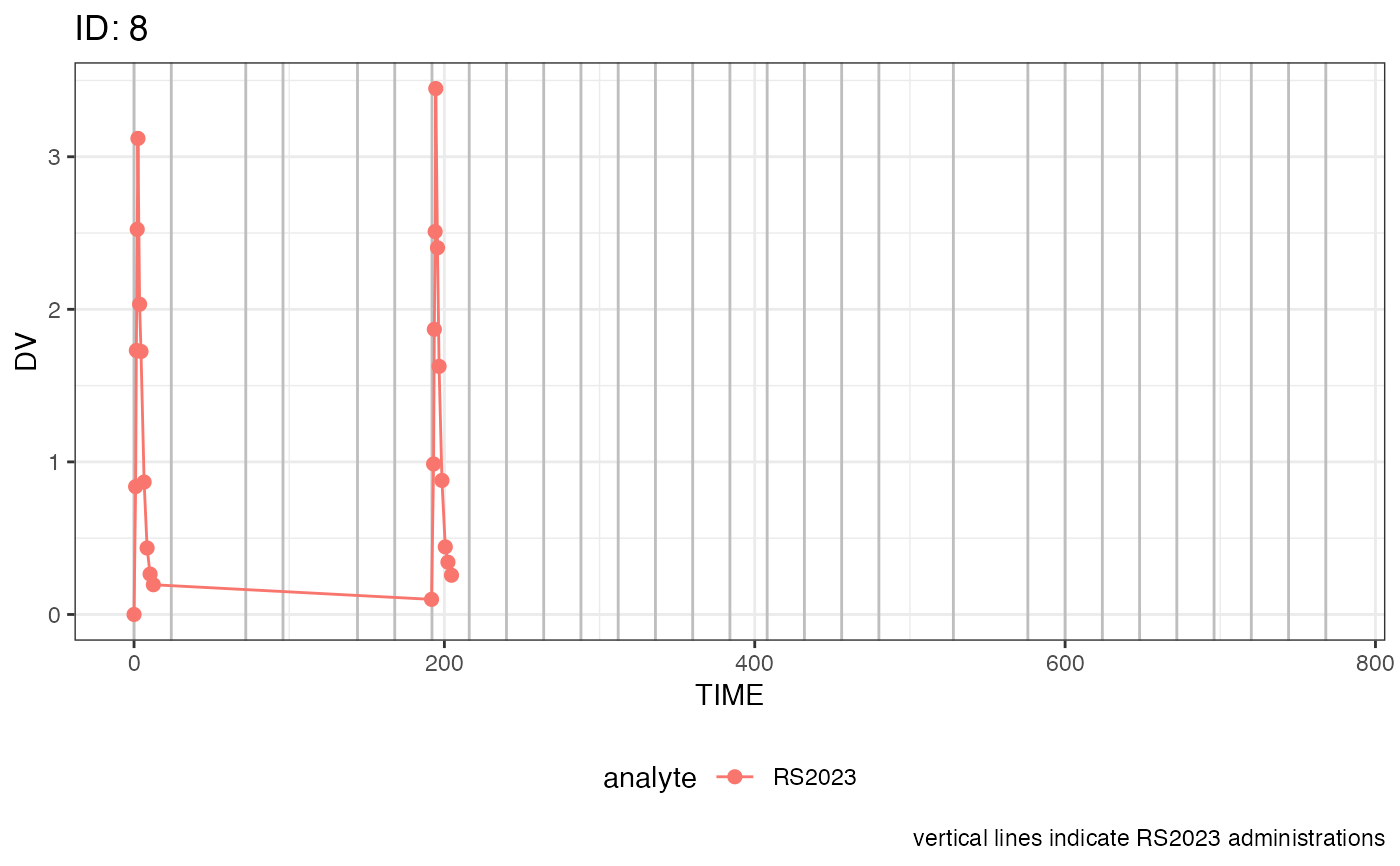 ID: 8
3
2
1
0
DV
0 200 400 600 800
TIME
analyte RS2023
vertical lines indicate RS2023 administrations